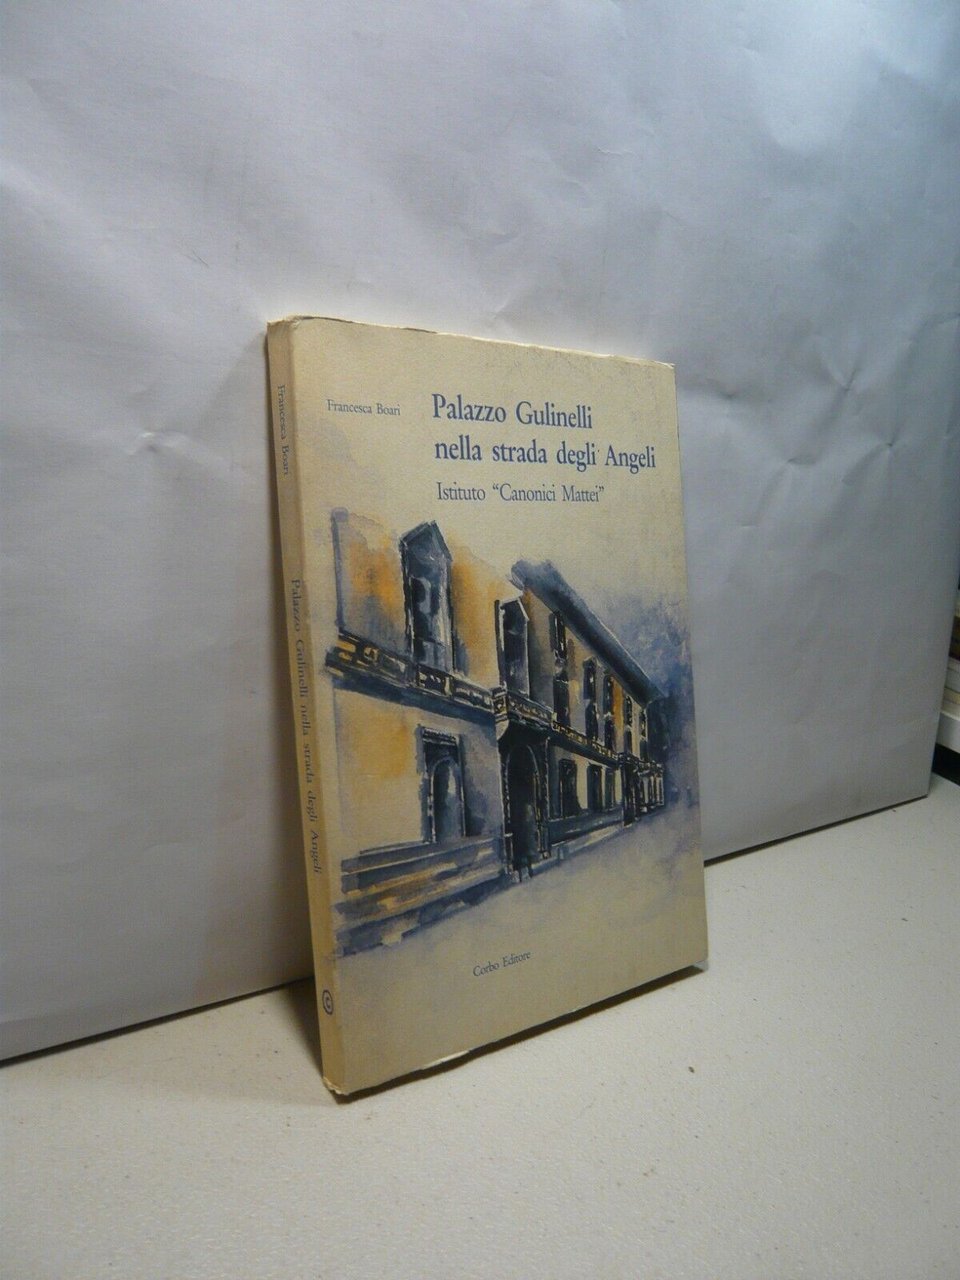 Francesca Boari
Palazzo Gulinelli
nella strada degli Angeli
Istituto “Canonici Mattei”
Corbo Editore
Francesca Boari
Palazzo Gulinelli nella strada degli Angeli